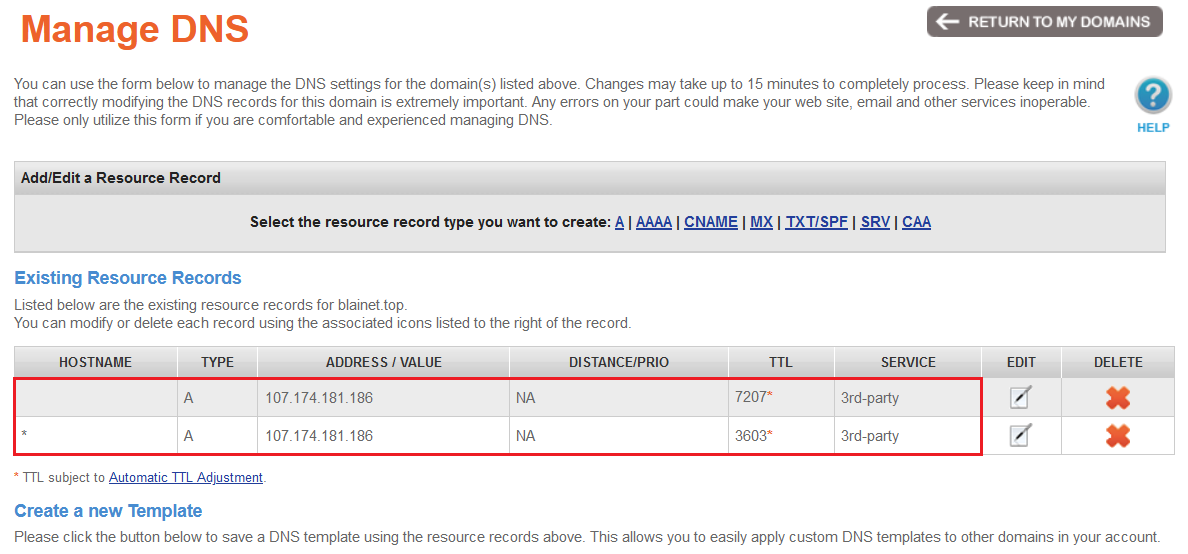 Manage DNS
RETURN TO MY DOMAINS
You can use the form below to manage the DNS settings for the domain(s) listed above. Changes may take up to 15 minutes to completely process. Please keep in mind
that correctly modifying the DNS records for this domain is extremely important. Any errors on your part could make your web site, email and other services inoperable.
Please only utilize this form if you are comfortable and experienced managing DNS.
?
HELP
Add/Edit a Resource Record
Select the resource record type you want to create: A | AAAA | CNAME | MX | TXT/SPF | SRV | CAA
Existing Resource Records
Listed below are the existing resource records for blainet.top.
You can modify or delete each record using the associated icons listed to the right of the record.
HOSTNAME TYPE ADDRESS / VALUE DISTANCE/PRIO TTL SERVICE EDIT DELETE
A 107.174.181.186 NA 7207* 3rd-party
* A 107.174.181.186 NA 3603* 3rd-party
* TTL subject to Automatic TTL Adjustment.
Create a new Template
Please click the button below to save a DNS template using the resource records above. This allows you to easily apply custom DNS templates to other domains in your account.